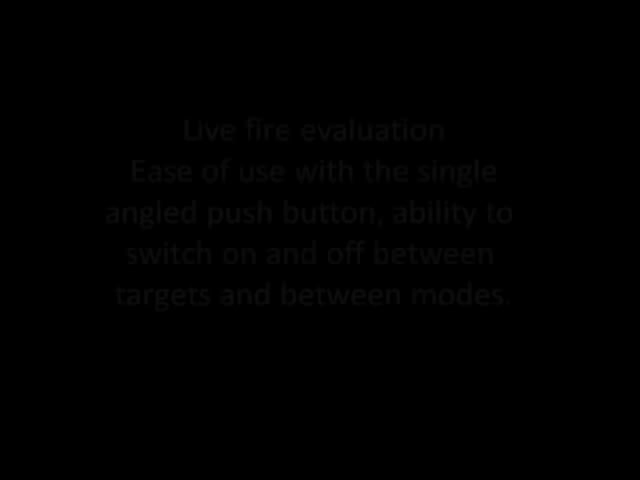 Live fire evaluation
Ease of use with the single
angled push button, ability to
switch on and off between
targets and between modes.